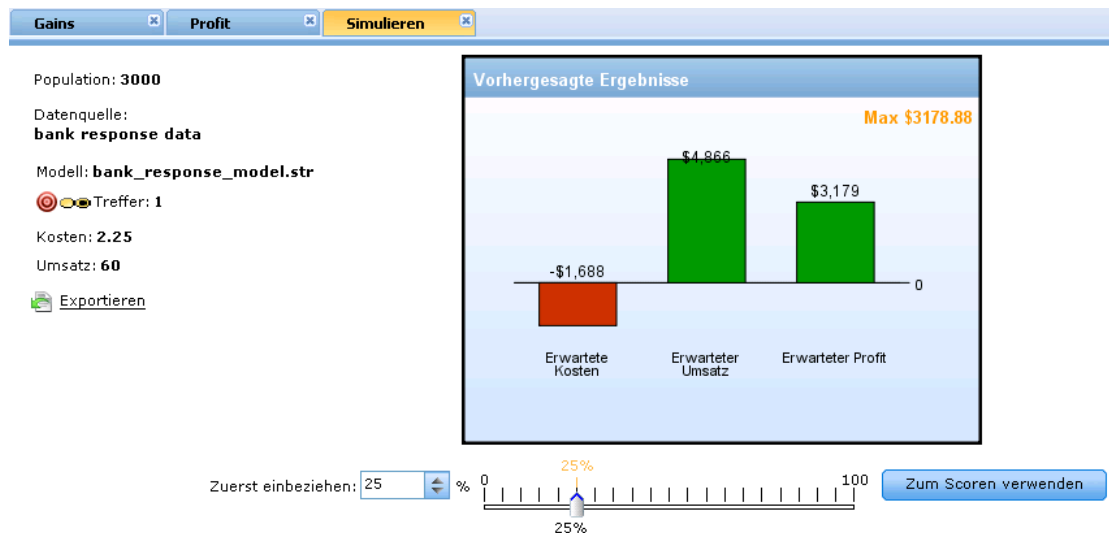 Gains
Profit
Simulieren
Population: 3000
Datenquelle:
bank response data
Modell: bank_response_model.str
Treffer: 1
Kosten: 2.25
Umsatz: 60
Exportieren
Vorhergesagte Ergebnisse
Max $3178.88
$4,866
$3,179
-$1,688
0
Erwartete
Kosten
Erwarteter
Umsatz
Erwarteter Profit
Zuerst einbeziehen: 25 %
0
25%
100
25%
Zum Scoren verwenden